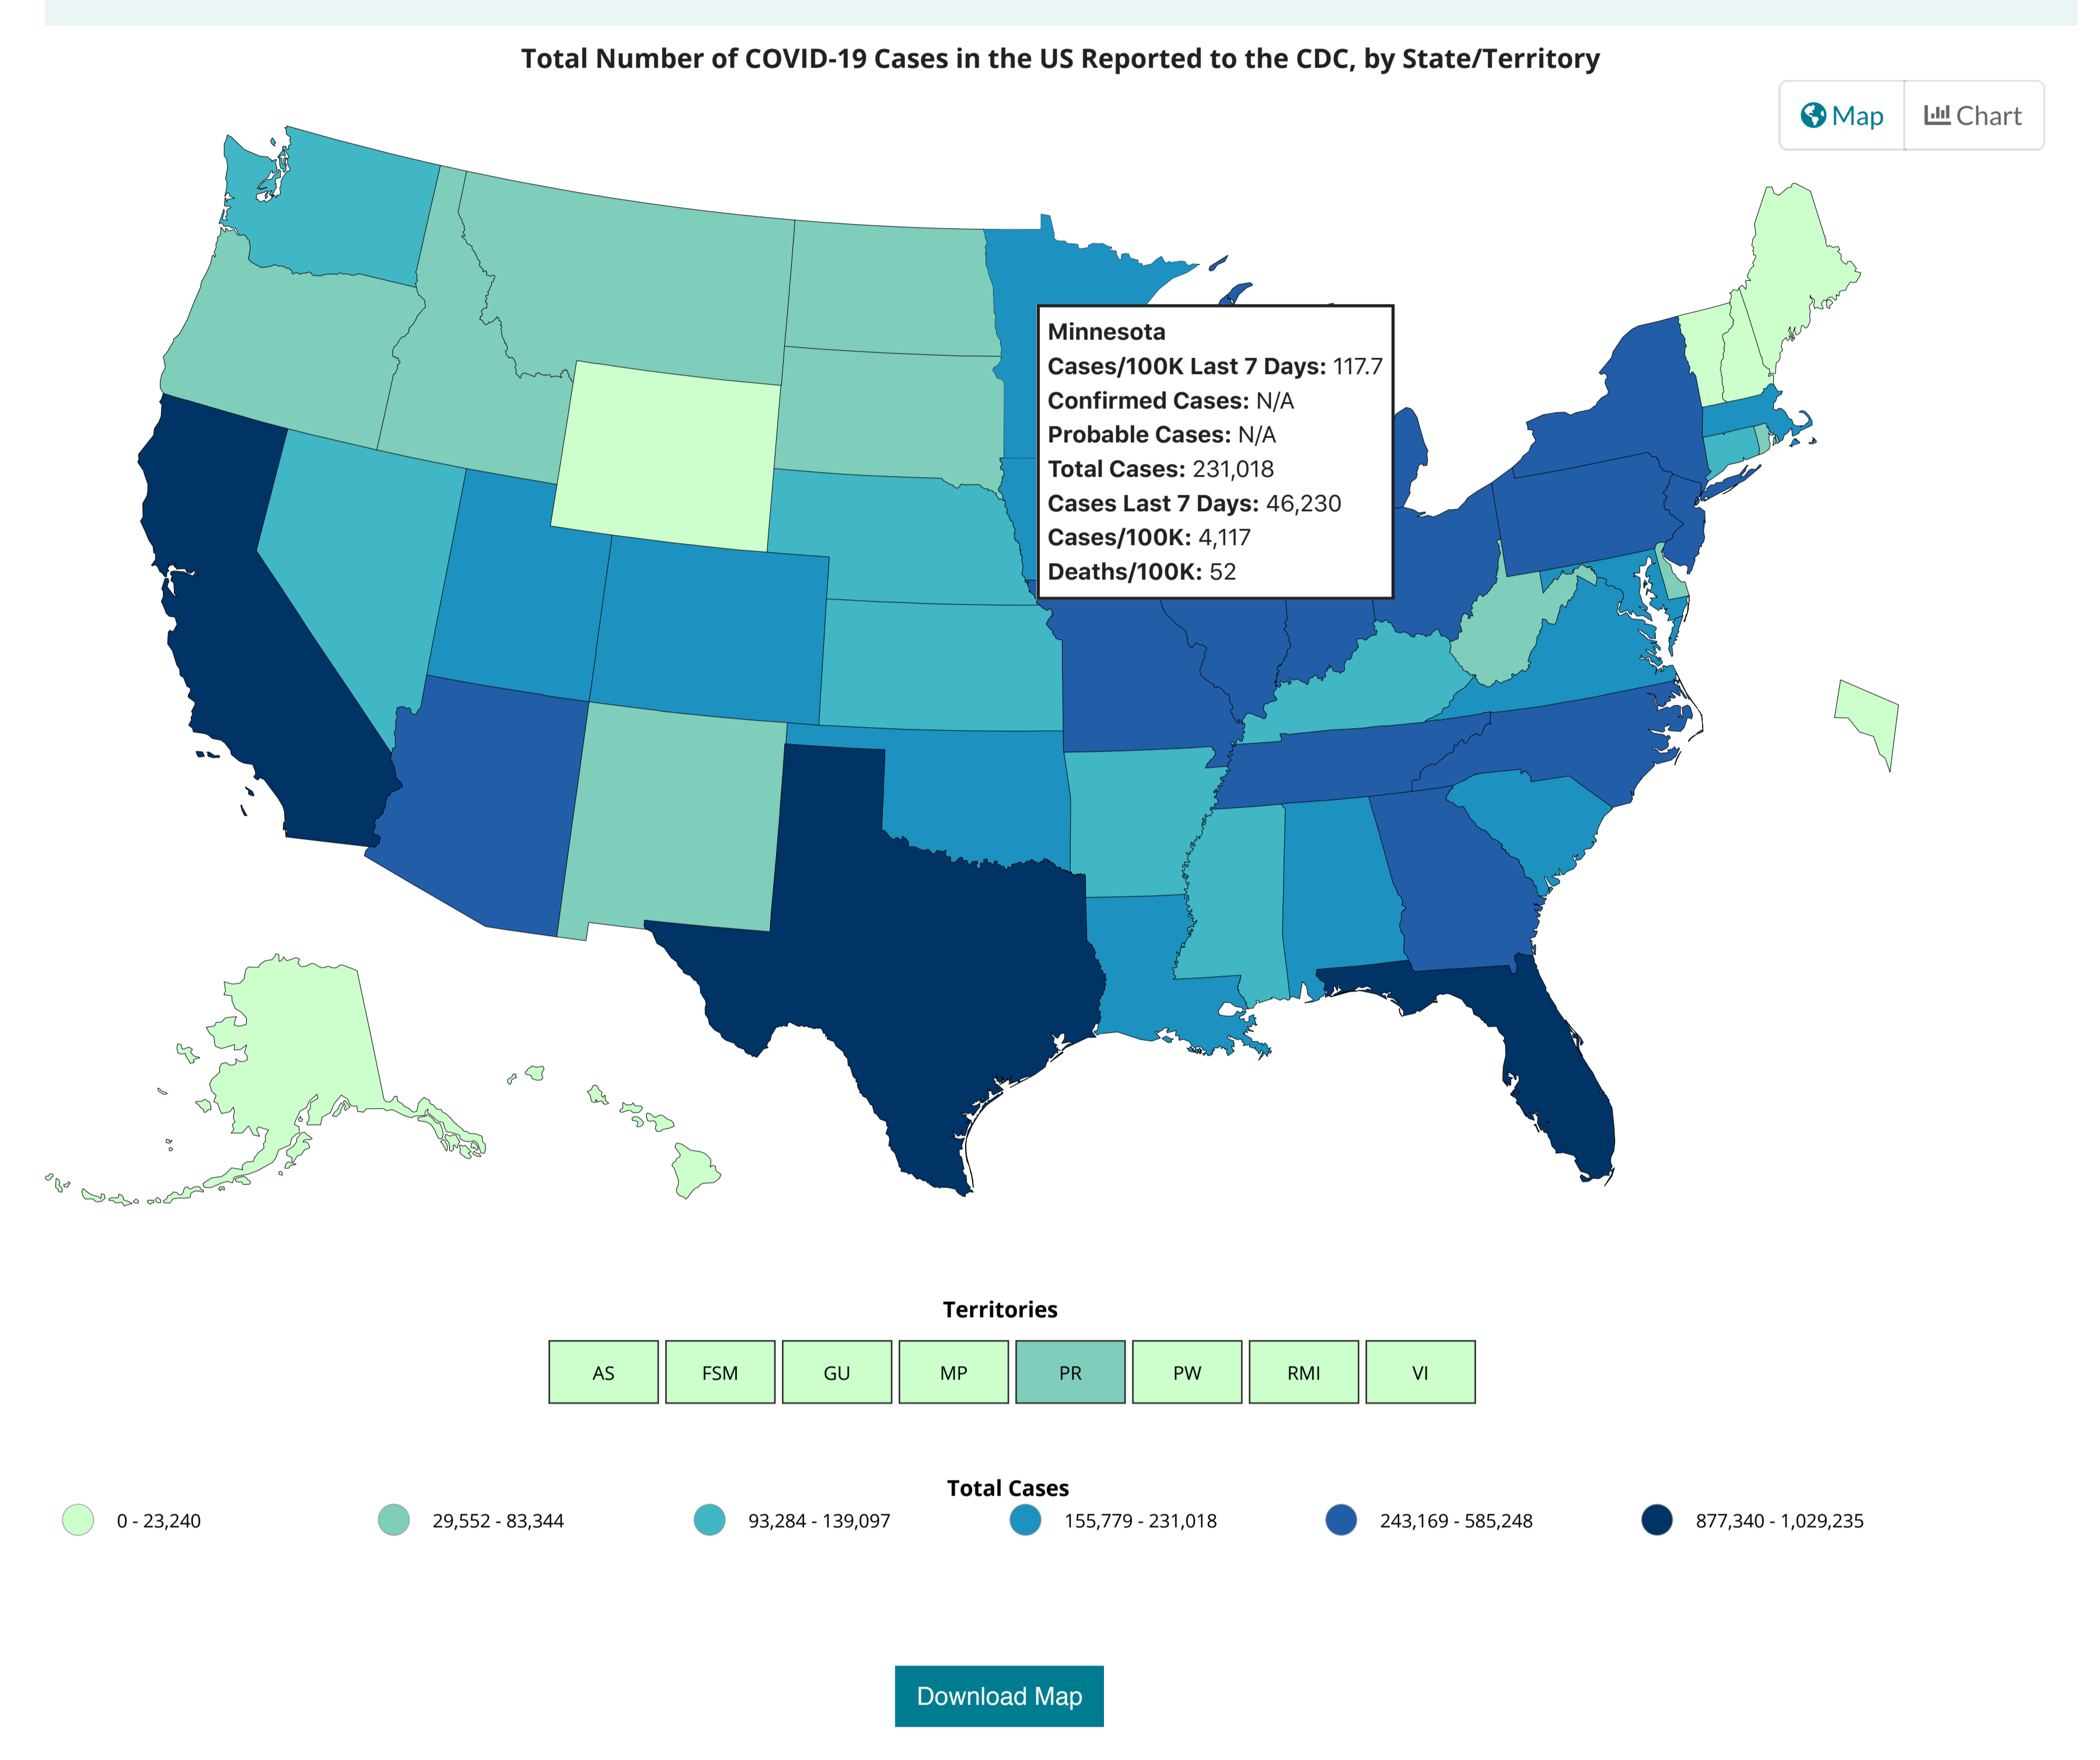 Total Number of COVID-19 Cases in the US Reported to the CDC, by State/Territory
Map
Chart
Minnesota
Cases/100K Last 7 Days: 117.7
Confirmed Cases: N/A
Probable Cases: N/A
Total Cases: 231,018
Cases Last 7 Days: 46,230
Cases/100K: 4,117
Deaths/100K: 52
Territories
AS FSM GU MP PR PW RMI VI
Total Cases
0 - 23,240 29,552 - 83,344 93,284 - 139,097 155,779 - 231,018 243,169 - 585,248 877,340 - 1,029,235
Download Map